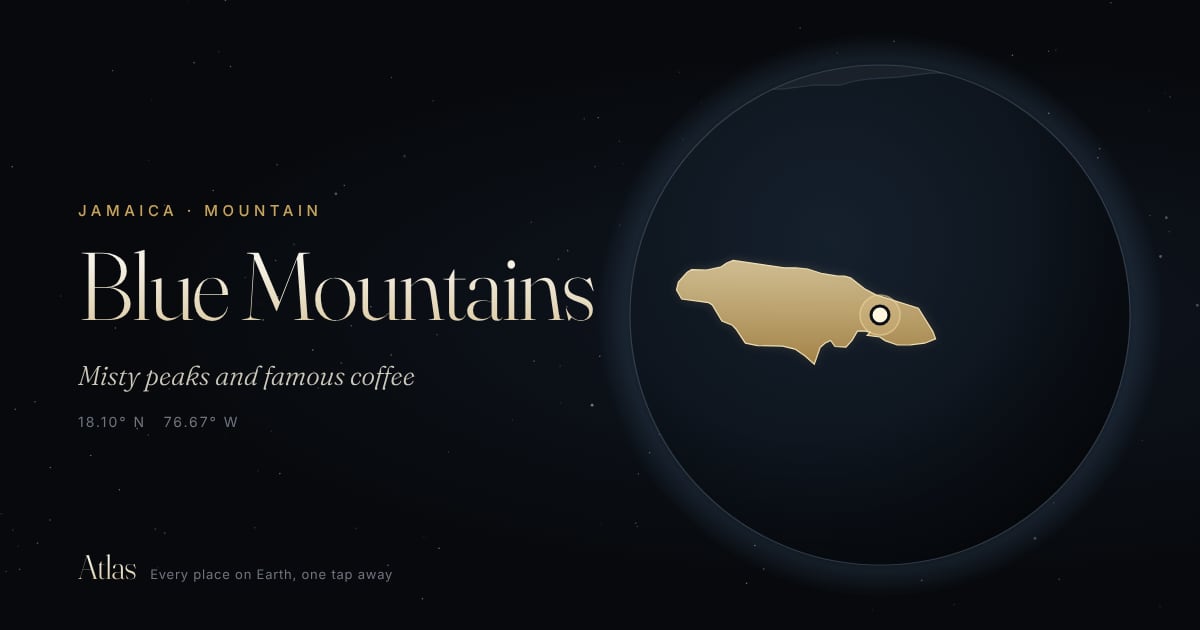 JAMAICA · MOUNTAIN
Blue Mountains
Misty peaks and famous coffee
18.10° N 76.67° W
Atlas Every place on Earth, one tap away